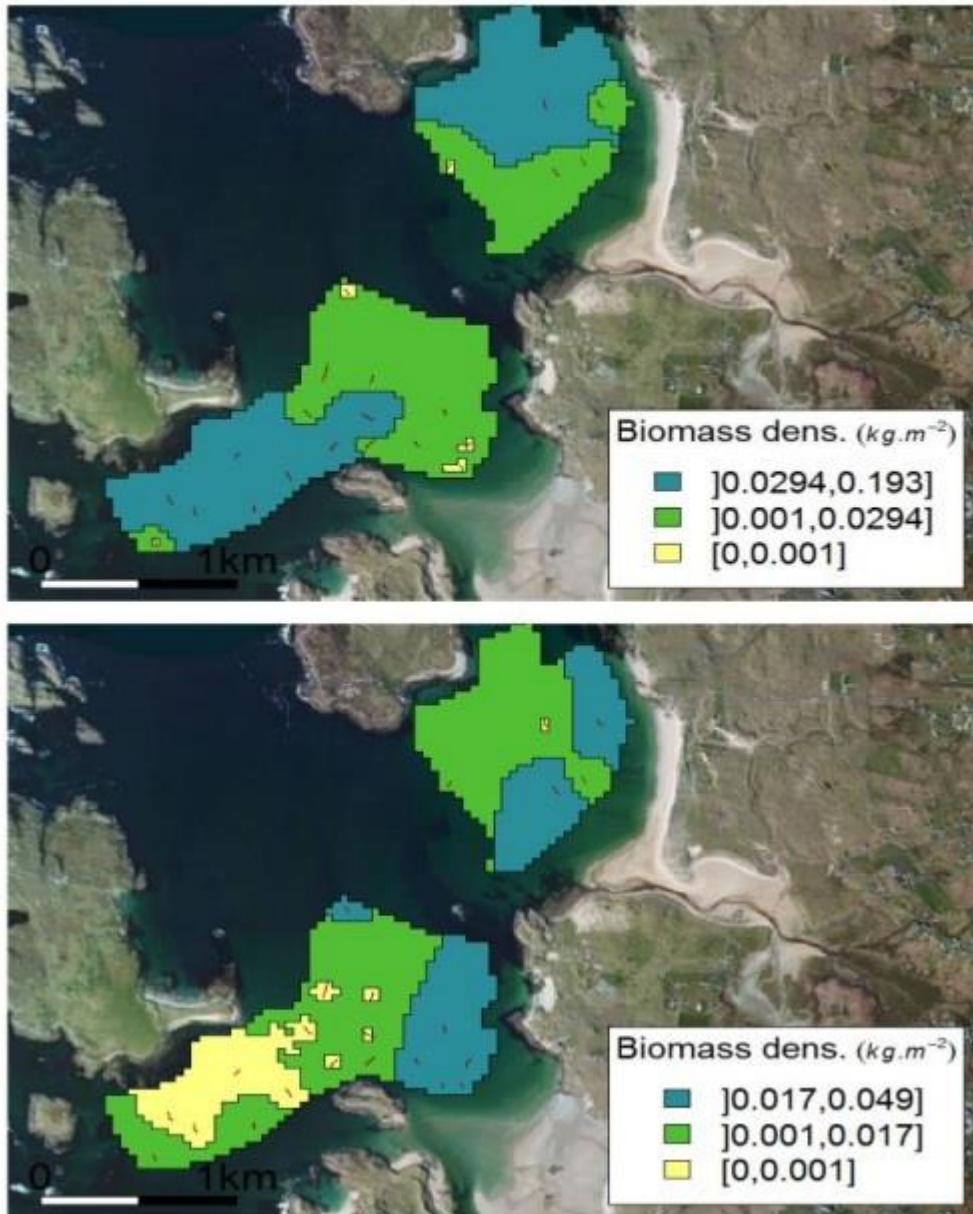 Biomass dens. (kg.m⁻²)
]0.0294,0.193]
]0.001,0.0294]
[0,0.001]
0 1km
Biomass dens. (kg.m⁻²)
]0.017,0.049]
]0.001,0.017]
[0,0.001]
0 1km